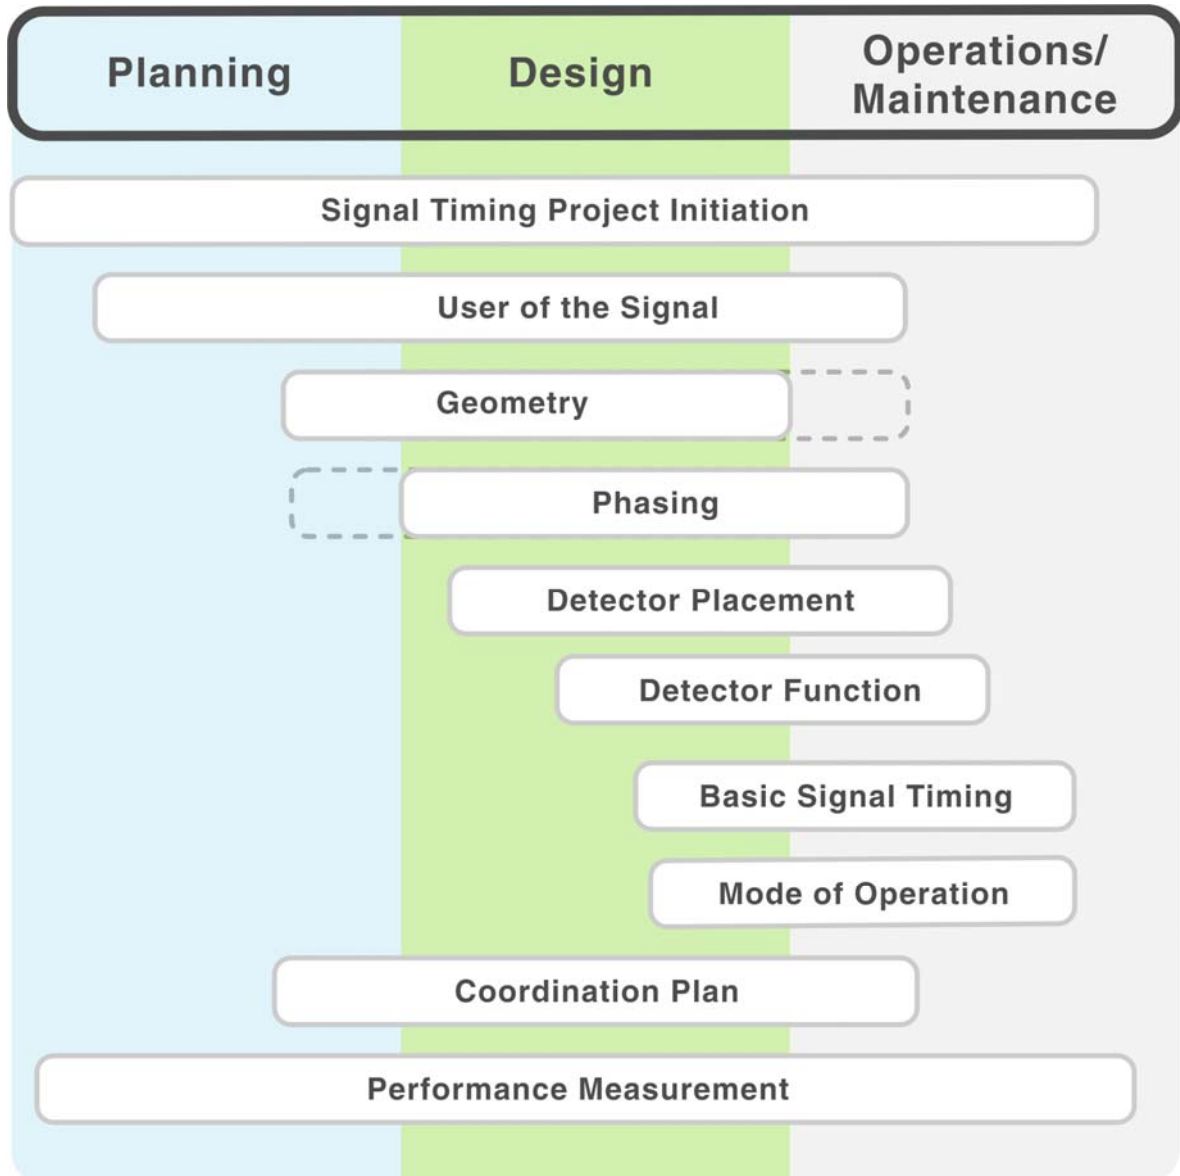 Planning
Design
Operations/
Maintenance
Signal Timing Project Initiation
User of the Signal
Geometry
Phasing
Detector Placement
Detector Function
Basic Signal Timing
Mode of Operation
Coordination Plan
Performance Measurement